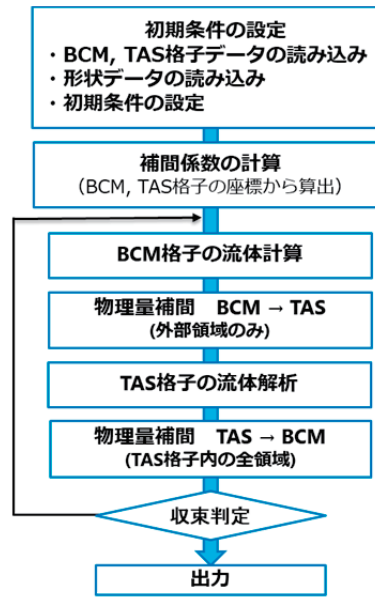 初期条件の設定
・BCM, TAS格子データの読み込み
・形状データの読み込み
・初期条件の設定
補間係数の計算
（BCM, TAS格子の座標から算出）
BCM格子の流体計算
物理量補間　BCM → TAS
(外部領域のみ)
TAS格子の流体解析
物理量補間　TAS → BCM
(TAS格子内の全領域)
収束判定
出力